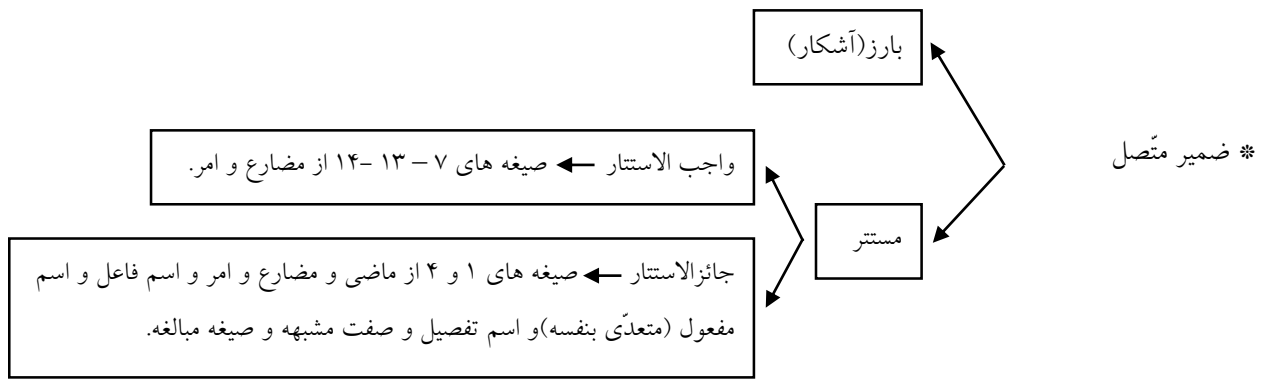 * ضمیر متّصل
بارز(آشکار)
مستتر
واجب الاستتار ← صیغه های ۷ – ۱۳ -۱۴ از مضارع و امر.
جائزالاستتار ← صیغه های ۱ و ۴ از ماضی و مضارع و امر و اسم فاعل و اسم
مفعول (متعدّی بنفسه)و اسم تفصیل و صفت مشبهه و صیغه مبالغه.